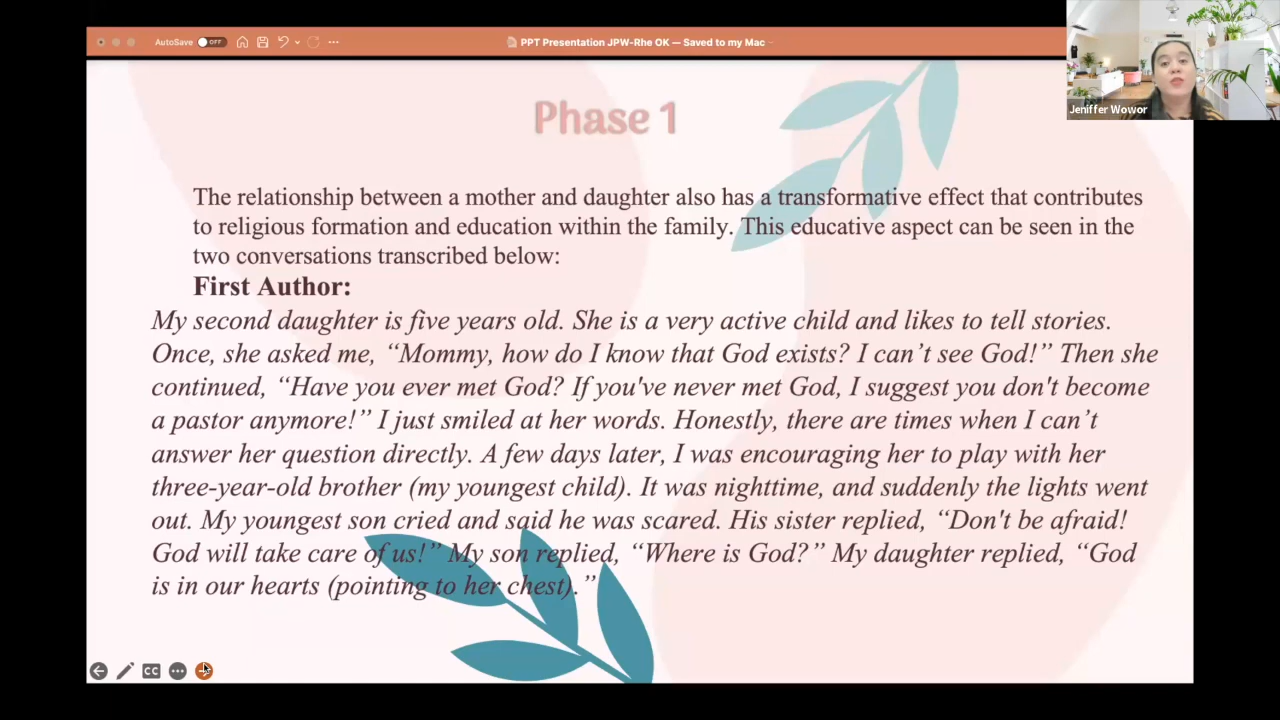 AutoSave OFF
PPT Presentation JPW-Rhe OK — Saved to my Mac
Jeniffer Wowor
Phase 1
The relationship between a mother and daughter also has a transformative effect that contributes
to religious formation and education within the family. This educative aspect can be seen in the
two conversations transcribed below:
First Author:
My second daughter is five years old. She is a very active child and likes to tell stories.
Once, she asked me, “Mommy, how do I know that God exists? I can’t see God!” Then she
continued, “Have you ever met God? If you've never met God, I suggest you don't become
a pastor anymore!” I just smiled at her words. Honestly, there are times when I can’t
answer her question directly. A few days later, I was encouraging her to play with her
three-year-old brother (my youngest child). It was nighttime, and suddenly the lights went
out. My youngest son cried and said he was scared. His sister replied, “Don't be afraid!
God will take care of us!” My son replied, “Where is God?” My daughter replied, “God
is in our hearts (pointing to her chest).”
CC